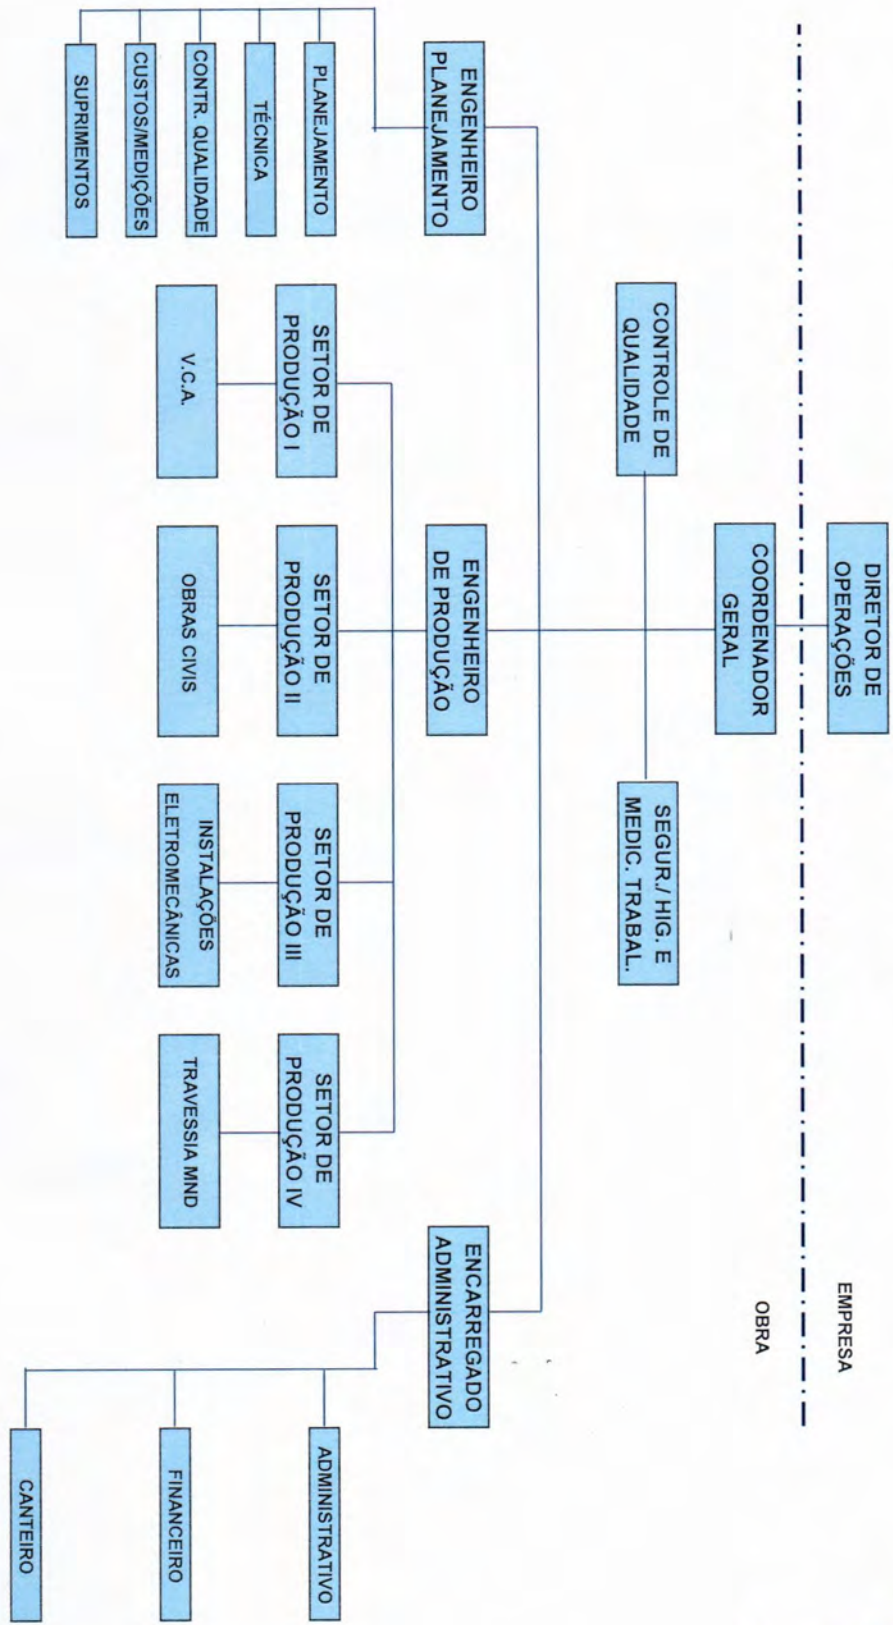 DIRETOR DE
OPERAÇÕES
EMPRESA
OBRA
COORDENADOR
GERAL
CONTROLE DE
QUALIDADE
SEGUR./ HIG. E
MEDIC. TRABAL.
ENGENHEIRO
PLANEJAMENTO
ENGENHEIRO
DE PRODUÇÃO
ENCARREGADO
ADMINISTRATIVO
PLANEJAMENTO
TÉCNICA
CONTR. QUALIDADE
CUSTOS/MEDIÇÕES
SUPRIMENTOS
SETOR DE
PRODUÇÃO I
V.C.A.
SETOR DE
PRODUÇÃO II
OBRAS CIVIS
SETOR DE
PRODUÇÃO III
INSTALAÇÕES
ELETROMECÂNICAS
SETOR DE
PRODUÇÃO IV
TRAVESSIA MND
ADMINISTRATIVO
FINANCEIRO
CANTEIRO